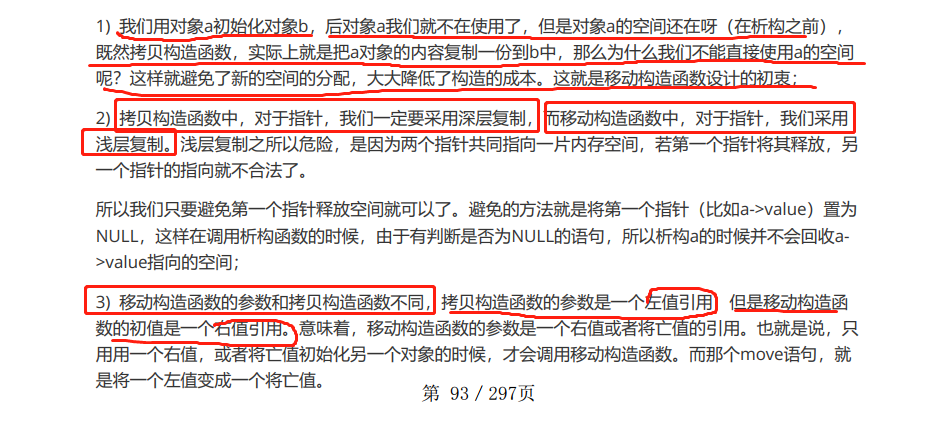 1) 我们用对象a初始化对象b，后对象a我们就不在使用了，但是对象a的空间还在呀（在析构之前），
既然拷贝构造函数，实际上就是把a对象的内容复制一份到b中，那么为什么我们不能直接使用a的空间
呢？这样就避免了新的空间的分配，大大降低了构造的成本。这就是移动构造函数设计的初衷；
2) 拷贝构造函数中，对于指针，我们一定要采用深层复制，而移动构造函数中，对于指针，我们采用
浅层复制。浅层复制之所以危险，是因为两个指针共同指向一片内存空间，若第一个指针将其释放，另
一个指针的指向就不合法了。
所以我们只要避免第一个指针释放空间就可以了。避免的方法就是将第一个指针（比如a->value）置为
NULL，这样在调用析构函数的时候，由于有判断是否为NULL的语句，所以析构a的时候并不会回收a-
>value指向的空间；
3) 移动构造函数的参数和拷贝构造函数不同，拷贝构造函数的参数是一个左值引用，但是移动构造函
数的初值是一个右值引用。意味着，移动构造函数的参数是一个右值或者将亡值的引用。也就是说，只
用用一个右值，或者将亡值初始化另一个对象的时候，才会调用移动构造函数。而那个move语句，就
是将一个左值变成一个将亡值。
第 93 / 297页